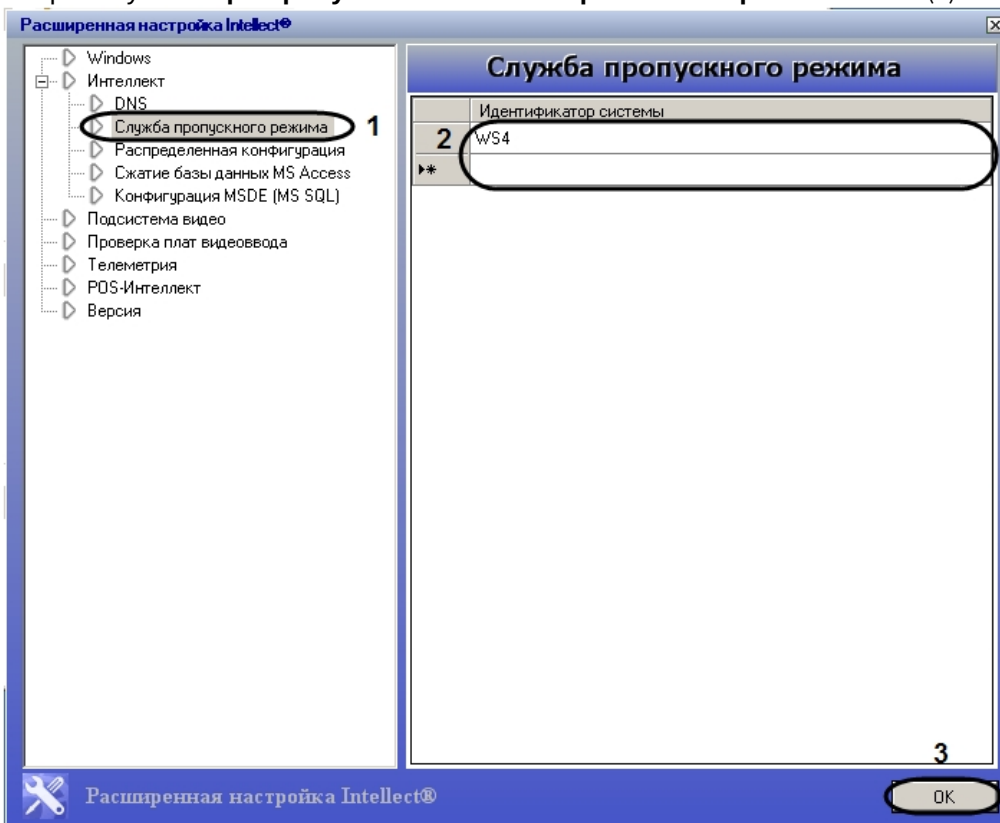 Расширенная настройка Intellect®
Windows
Интеллект
DNS
Служба пропускного режима 1
Распределенная конфигурация
Сжатие базы данных MS Access
Конфигурация MSDE (MS SQL)
Подсистема видео
Проверка плат видеоввода
Телеметрия
POS-Интеллект
Версия
Служба пропускного режима
Идентификатор системы
2 WS4
3
Расширенная настройка Intellect®
OK